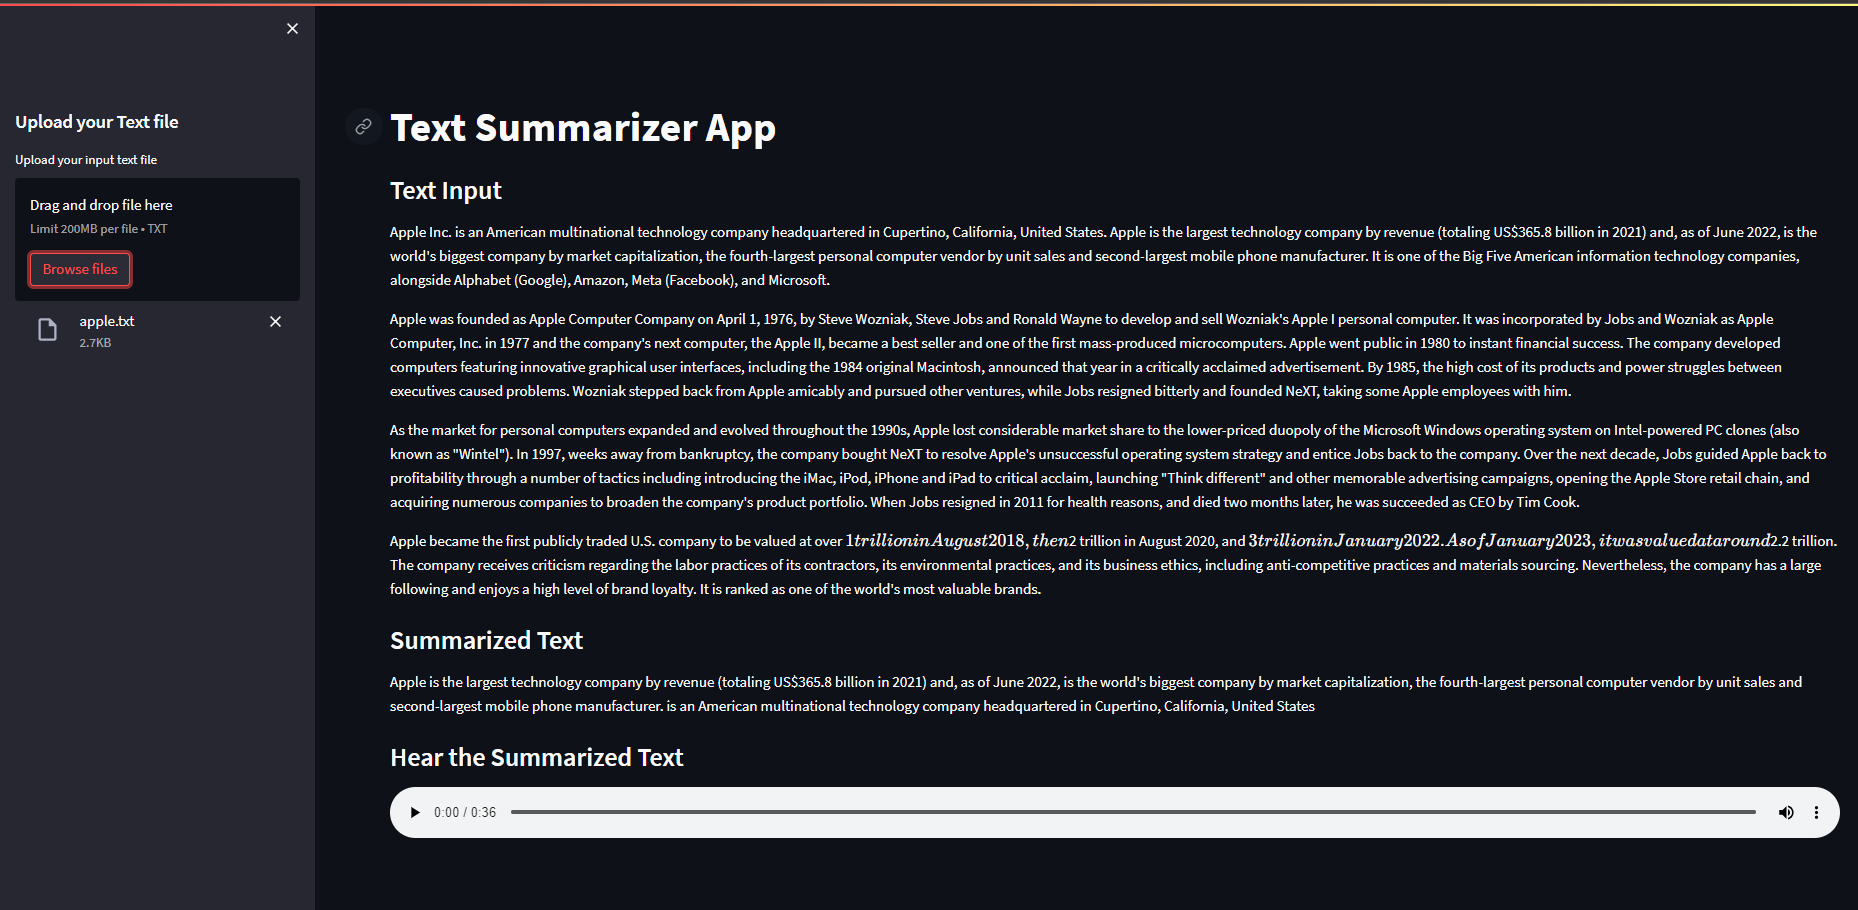 Upload your Text file
Upload your input text file
Drag and drop file here
Limit 200MB per file • TXT
Browse files
apple.txt
2.7KB
Text Summarizer App
Text Input
Apple Inc. is an American multinational technology company headquartered in Cupertino, California, United States. Apple is the largest technology company by revenue (totaling US$365.8 billion in 2021) and, as of June 2022, is the
world's biggest company by market capitalization, the fourth-largest personal computer vendor by unit sales and second-largest mobile phone manufacturer. It is one of the Big Five American information technology companies,
alongside Alphabet (Google), Amazon, Meta (Facebook), and Microsoft.
Apple was founded as Apple Computer Company on April 1, 1976, by Steve Wozniak, Steve Jobs and Ronald Wayne to develop and sell Wozniak's Apple I personal computer. It was incorporated by Jobs and Wozniak as Apple
Computer, Inc. in 1977 and the company's next computer, the Apple II, became a best seller and one of the first mass-produced microcomputers. Apple went public in 1980 to instant financial success. The company developed
computers featuring innovative graphical user interfaces, including the 1984 original Macintosh, announced that year in a critically acclaimed advertisement. By 1985, the high cost of its products and power struggles between
executives caused problems. Wozniak stepped back from Apple amicably and pursued other ventures, while Jobs resigned bitterly and founded NeXT, taking some Apple employees with him.
As the market for personal computers expanded and evolved throughout the 1990s, Apple lost considerable market share to the lower-priced duopoly of the Microsoft Windows operating system on Intel-powered PC clones (also
known as "Wintel"). In 1997, weeks away from bankruptcy, the company bought NeXT to resolve Apple's unsuccessful operating system strategy and entice Jobs back to the company. Over the next decade, Jobs guided Apple back to
profitability through a number of tactics including introducing the iMac, iPod, iPhone and iPad to critical acclaim, launching "Think different" and other memorable advertising campaigns, opening the Apple Store retail chain, and
acquiring numerous companies to broaden the company's product portfolio. When Jobs resigned in 2011 for health reasons, and died two months later, he was succeeded as CEO by Tim Cook.
Apple became the first publicly traded U.S. company to be valued at over 1trillioninAugust2018,then2 trillion in August 2020, and 3trillioninJanuary2022.AsofJanuary2023,itwasvaluedataround2.2 trillion.
The company receives criticism regarding the labor practices of its contractors, its environmental practices, and its business ethics, including anti-competitive practices and materials sourcing. Nevertheless, the company has a large
following and enjoys a high level of brand loyalty. It is ranked as one of the world's most valuable brands.
Summarized Text
Apple is the largest technology company by revenue (totaling US$365.8 billion in 2021) and, as of June 2022, is the world's biggest company by market capitalization, the fourth-largest personal computer vendor by unit sales and
second-largest mobile phone manufacturer. is an American multinational technology company headquartered in Cupertino, California, United States
Hear the Summarized Text
0:00 / 0:36